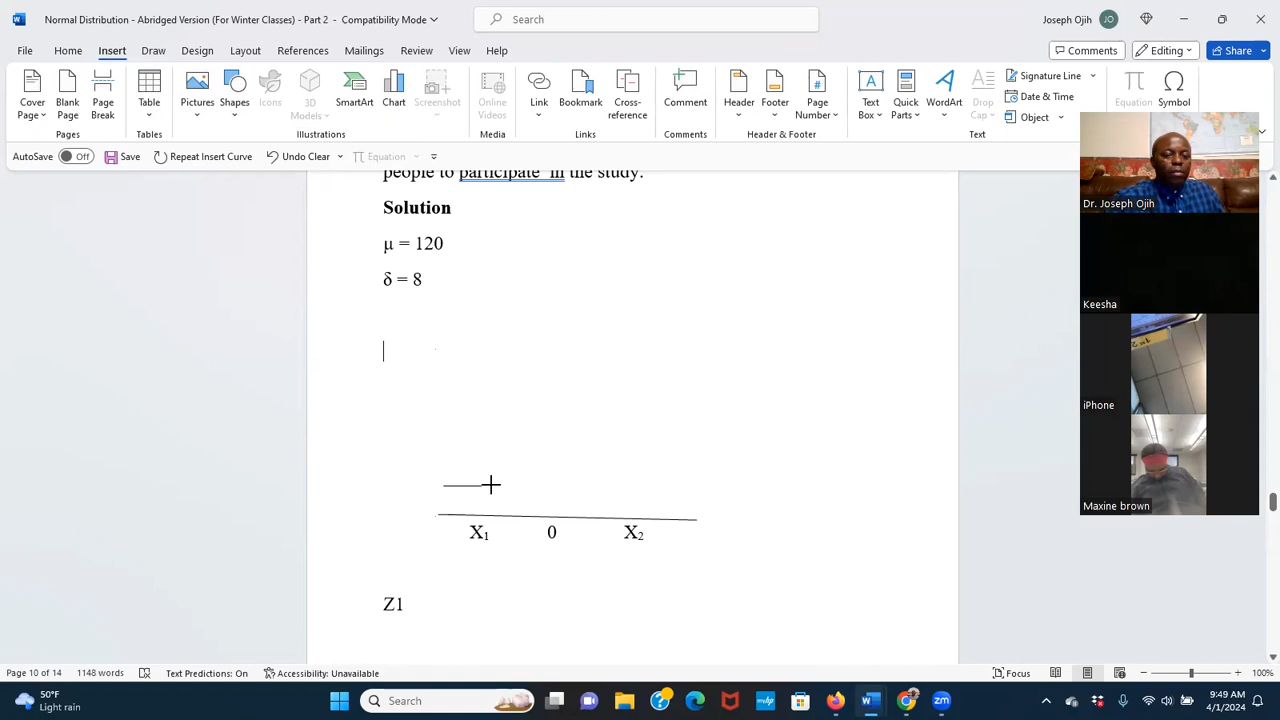 Normal Distribution - Abridged Version (For Winter Classes) - Part 2 - Compatibility Mode
Search
Joseph Ojih JO
File Home Insert Draw Design Layout References Mailings Review View Help
Comments Editing Share
Cover Page Blank Page Page Break Table Pictures Shapes Icons 3D Models SmartArt Chart Screenshot Online Videos Link Bookmark Cross-reference Comment Header Footer Page Number Text Box Quick Parts WordArt Drop Cap Signature Line Date & Time Object Equation Symbol
Pages Tables Illustrations Media Links Comments Header & Footer Text
AutoSave Off Save Repeat Insert Curve Undo Clear Equation
people to participate in the study.
Solution
μ = 120
δ = 8
X₁ 0 X₂
Z1
Dr. Joseph Ojih
Keesha
iPhone
Maxine brown
Page 10 of 14 1148 words Text Predictions: On Accessibility: Unavailable Focus 100%
50°F
Light rain
Search
9:49 AM
4/1/2024